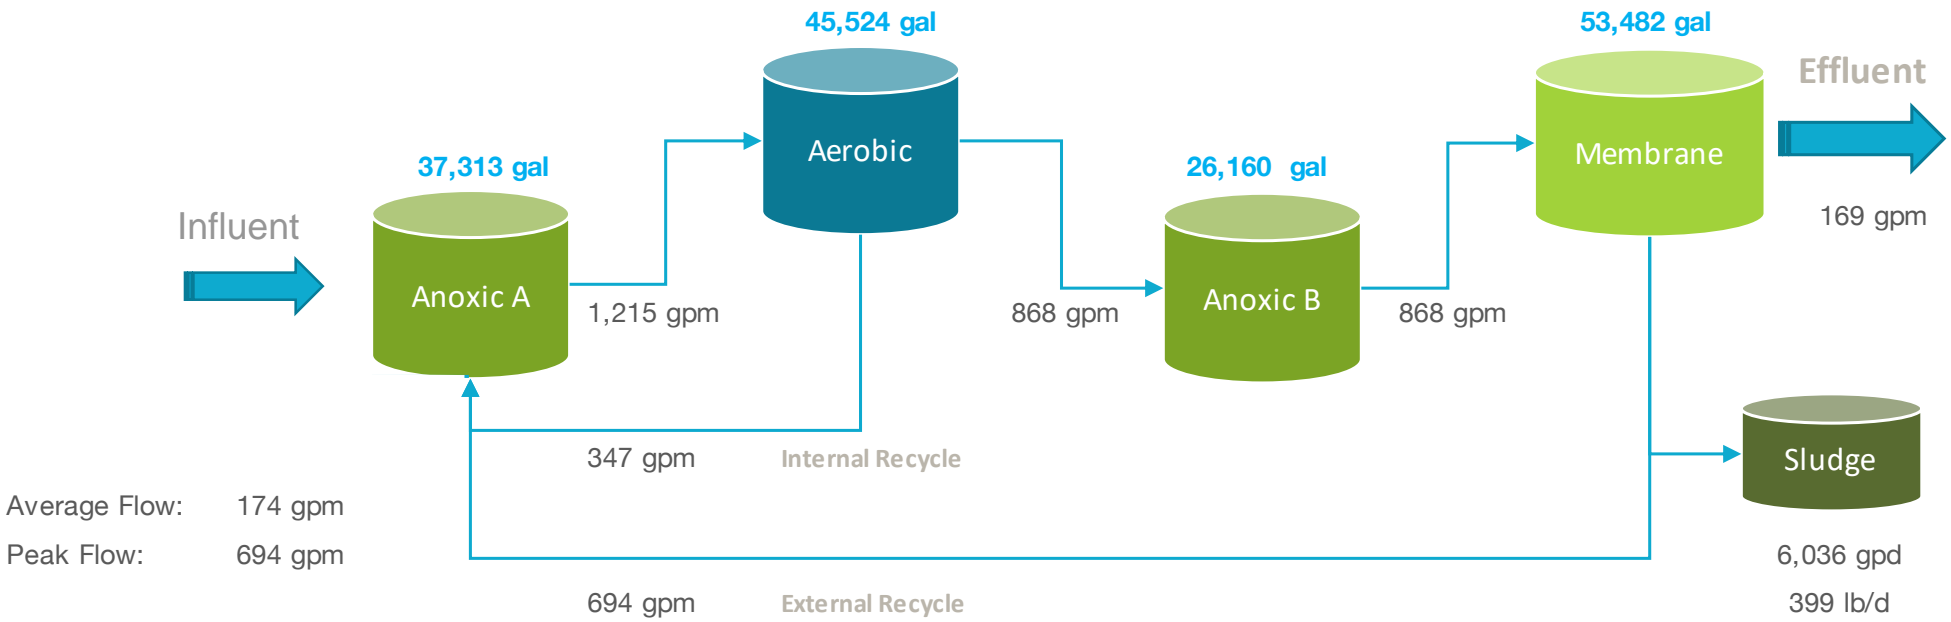 45,524 gal
53,482 gal
Effluent
Aerobic
Membrane
37,313 gal
26,160 gal
169 gpm
Influent
Anoxic A
Anoxic B
1,215 gpm
868 gpm
868 gpm
347 gpm
Internal Recycle
Sludge
Average Flow: 174 gpm
Peak Flow: 694 gpm
6,036 gpd
694 gpm
External Recycle
399 lb/d